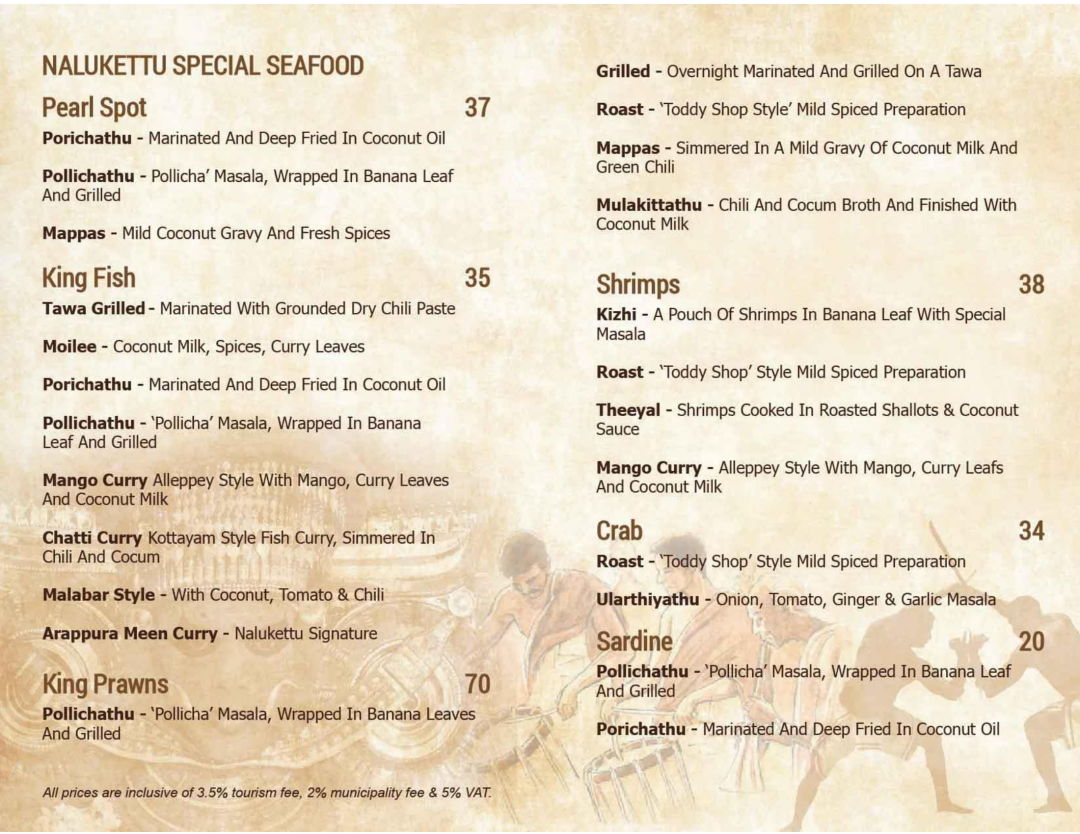 NALUKETTU SPECIAL SEAFOOD
Pearl Spot 37
Porichathu - Marinated And Deep Fried In Coconut Oil
Pollichathu - Pollicha’ Masala, Wrapped In Banana Leaf
And Grilled
Mappas - Mild Coconut Gravy And Fresh Spices
King Fish 35
Tawa Grilled - Marinated With Grounded Dry Chili Paste
Moilee - Coconut Milk, Spices, Curry Leaves
Porichathu - Marinated And Deep Fried In Coconut Oil
Pollichathu - ‘Pollicha’ Masala, Wrapped In Banana
Leaf And Grilled
Mango Curry Alleppey Style With Mango, Curry Leaves
And Coconut Milk
Chatti Curry Kottayam Style Fish Curry, Simmered In
Chili And Cocum
Malabar Style - With Coconut, Tomato & Chili
Arappura Meen Curry - Nalukettu Signature
King Prawns 70
Pollichathu - ‘Pollicha’ Masala, Wrapped In Banana Leaves
And Grilled
All prices are inclusive of 3.5% tourism fee, 2% municipality fee & 5% VAT.
Grilled - Overnight Marinated And Grilled On A Tawa
Roast - ‘Toddy Shop Style’ Mild Spiced Preparation
Mappas - Simmered In A Mild Gravy Of Coconut Milk And
Green Chili
Mulakittathu - Chili And Cocum Broth And Finished With
Coconut Milk
Shrimps 38
Kizhi - A Pouch Of Shrimps In Banana Leaf With Special
Masala
Roast - ‘Toddy Shop’ Style Mild Spiced Preparation
Theeyal - Shrimps Cooked In Roasted Shallots & Coconut
Sauce
Mango Curry - Alleppey Style With Mango, Curry Leafs
And Coconut Milk
Crab 34
Roast - ‘Toddy Shop’ Style Mild Spiced Preparation
Ularthiyathu - Onion, Tomato, Ginger & Garlic Masala
Sardine 20
Pollichathu - ‘Pollicha’ Masala, Wrapped In Banana Leaf
And Grilled
Porichathu - Marinated And Deep Fried In Coconut Oil